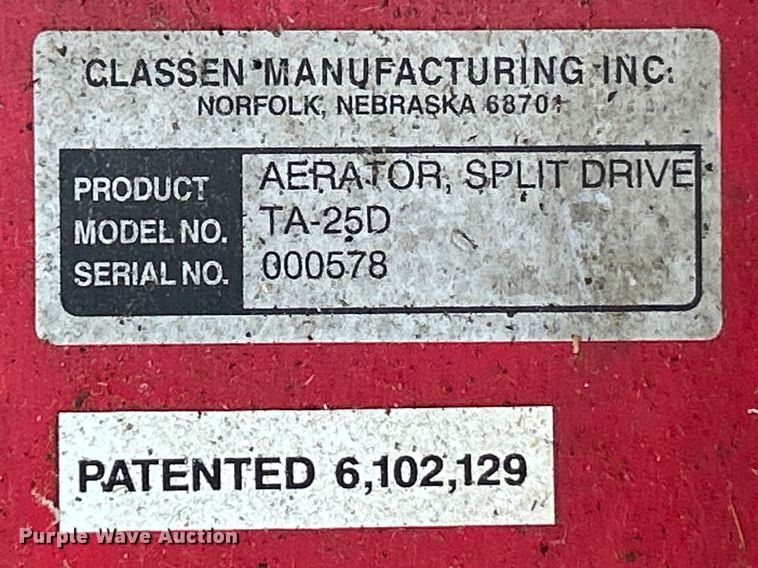 CLASSEN MANUFACTURING INC.
NORFOLK, NEBRASKA 68701
PRODUCT AERATOR, SPLIT DRIVE
MODEL NO. TA-25D
SERIAL NO. 000578
PATENTED 6,102,129
Purple Wave Auction